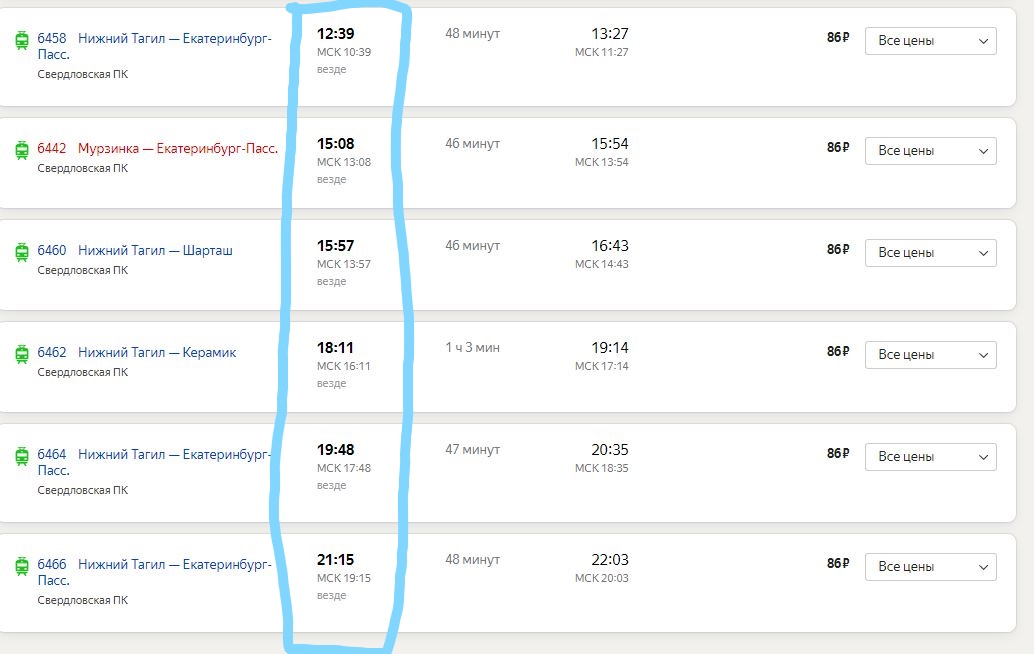 6458 Нижний Тагил — Екатеринбург-
Пасс.
Свердловская ПК
12:39
МСК 10:39
везде
48 минут
13:27
МСК 11:27
86 ₽
Все цены
6442 Мурзинка — Екатеринбург-Пасс.
Свердловская ПК
15:08
МСК 13:08
везде
46 минут
15:54
МСК 13:54
86 ₽
Все цены
6460 Нижний Тагил — Шарташ
Свердловская ПК
15:57
МСК 13:57
везде
46 минут
16:43
МСК 14:43
86 ₽
Все цены
6462 Нижний Тагил — Керамик
Свердловская ПК
18:11
МСК 16:11
везде
1 ч 3 мин
19:14
МСК 17:14
86 ₽
Все цены
6464 Нижний Тагил — Екатеринбург-
Пасс.
Свердловская ПК
19:48
МСК 17:48
везде
47 минут
20:35
МСК 18:35
86 ₽
Все цены
6466 Нижний Тагил — Екатеринбург-
Пасс.
Свердловская ПК
21:15
МСК 19:15
везде
48 минут
22:03
МСК 20:03
86 ₽
Все цены